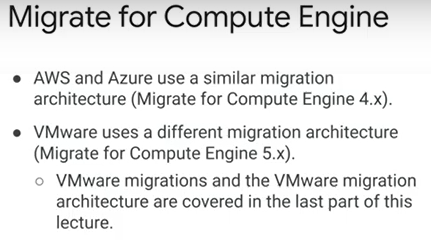 Migrate for Compute Engine
● AWS and Azure use a similar migration
architecture (Migrate for Compute Engine 4.x).
● VMware uses a different migration architecture
(Migrate for Compute Engine 5.x).
○ VMware migrations and the VMware migration
architecture are covered in the last part of this
lecture.